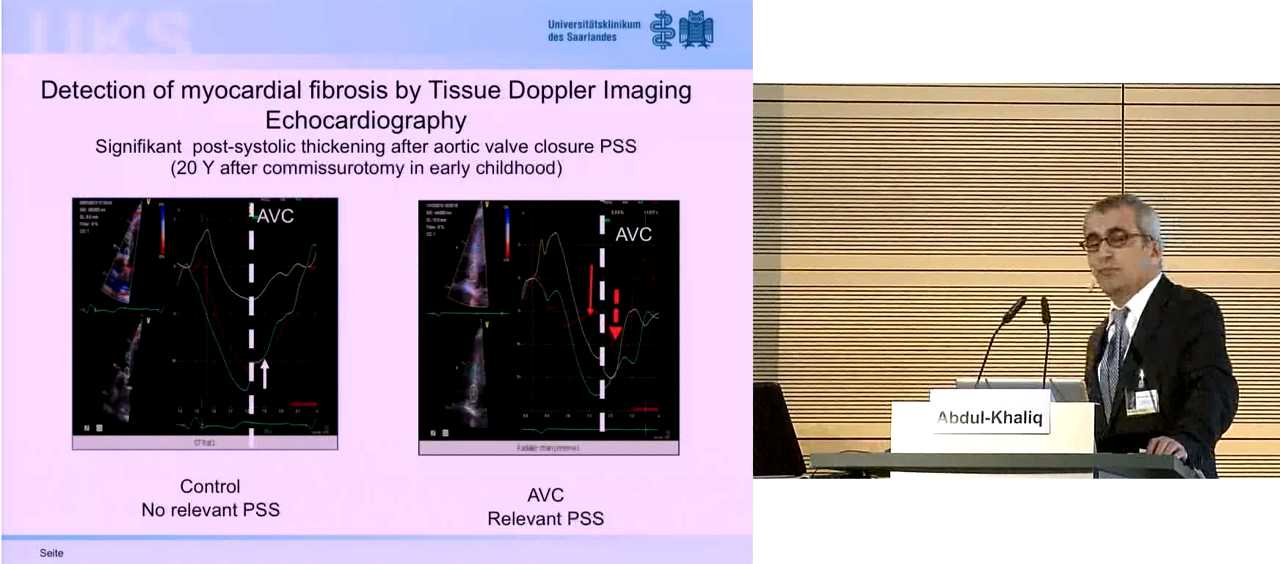 UKS
Universitätsklinikum
des Saarlandes
Detection of myocardial fibrosis by Tissue Doppler Imaging
Echocardiography
Signifikant post-systolic thickening after aortic valve closure PSS
(20 Y after commissurotomy in early childhood)
AVC
AVC
Control
No relevant PSS
AVC
Relevant PSS
Seite
Abdul-Khaliq